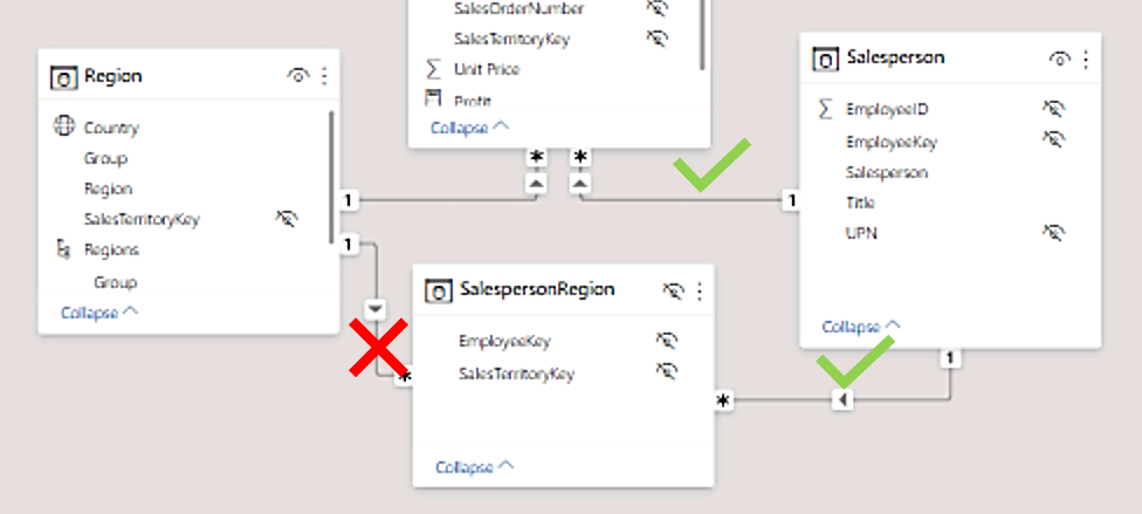 SalesOrderNumber
SalesTerritoryKey
Unit Price
Profit
Collapse
*
*
Region
Country
Group
Region
SalesTerritoryKey
Regions
Group
Collapse
1
1
*
Salesperson
EmployeeID
EmployeeKey
Salesperson
Title
UPN
Collapse
1
1
*
SalespersonRegion
EmployeeKey
SalesTerritoryKey
Collapse